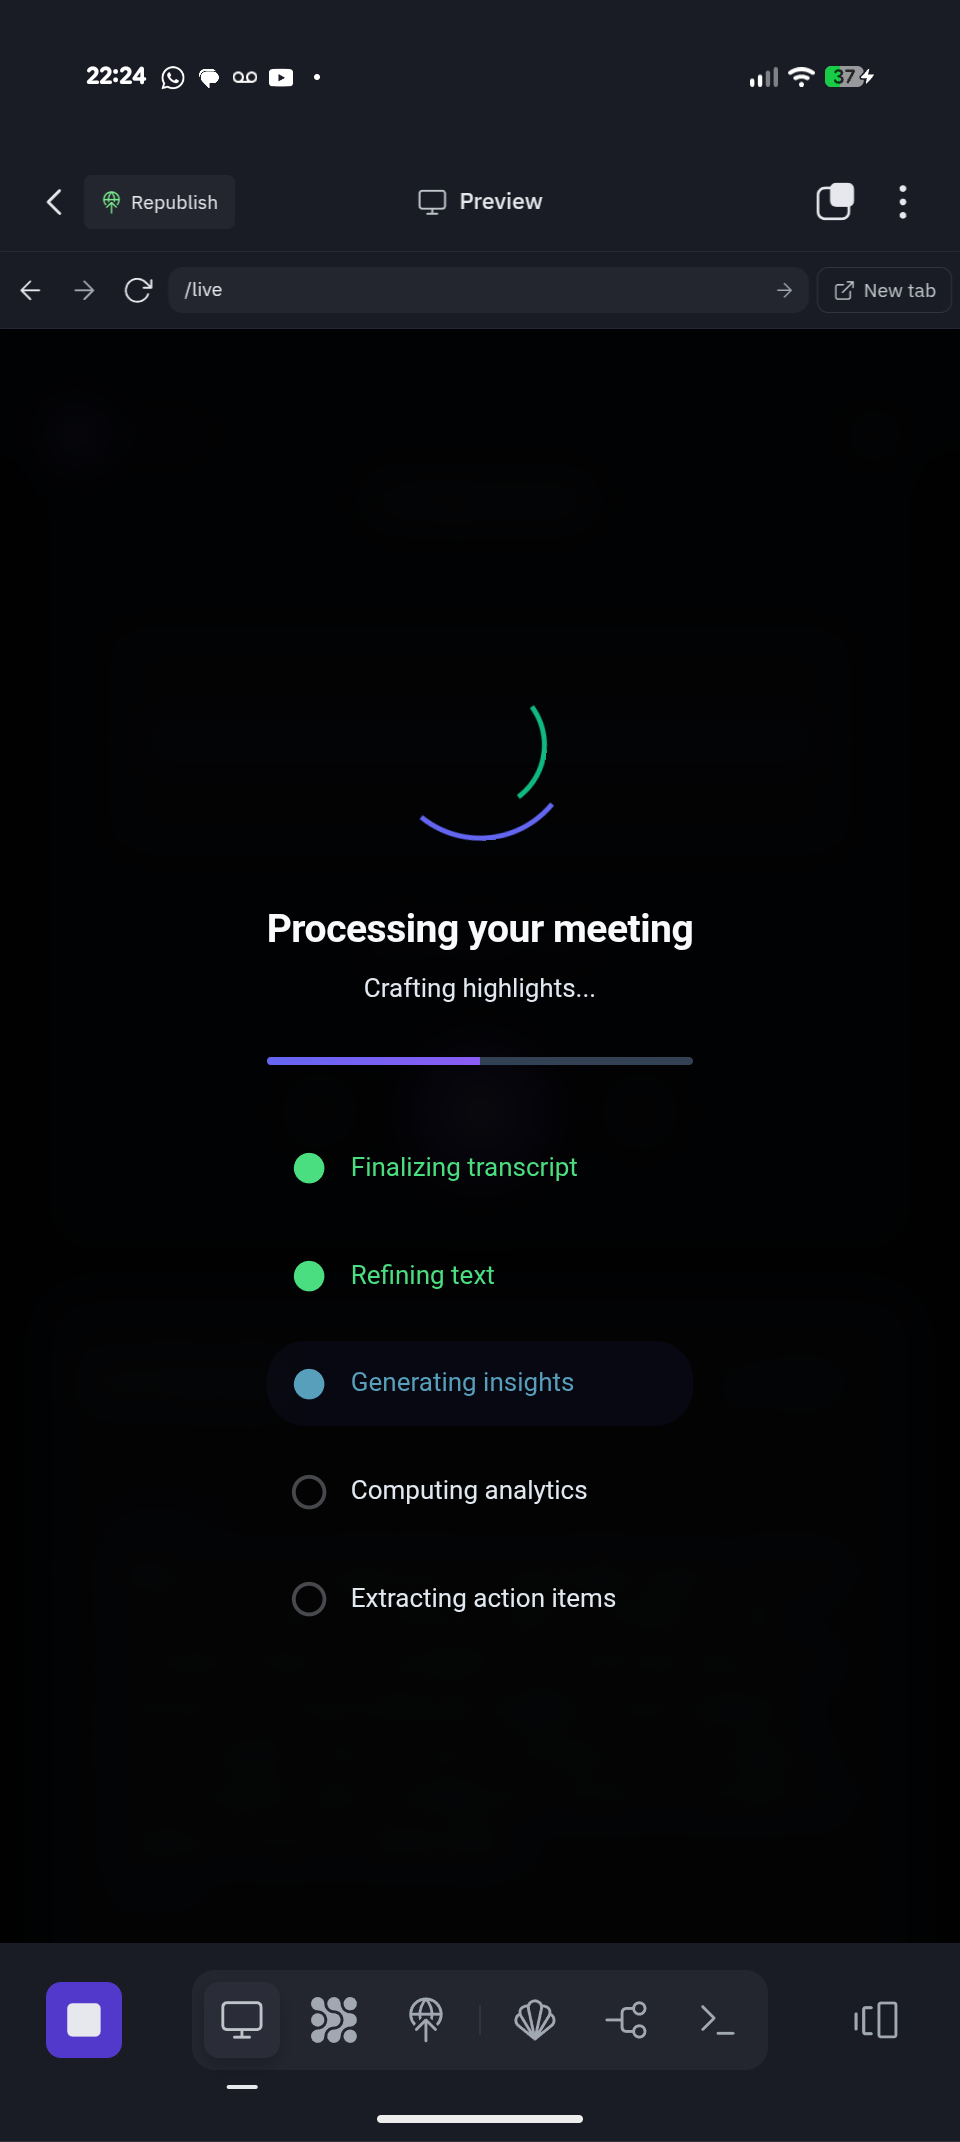 22:24
37
Republish
Preview
/live
New tab
Processing your meeting
Crafting highlights...
Finalizing transcript
Refining text
Generating insights
Computing analytics
Extracting action items